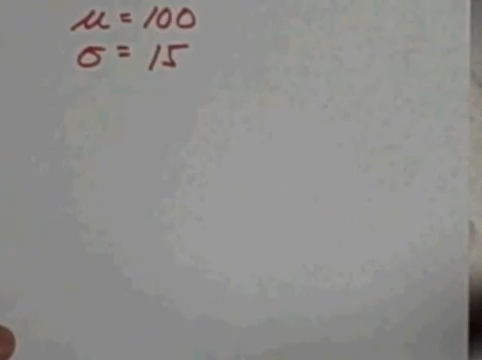 μ = 100
σ = 15